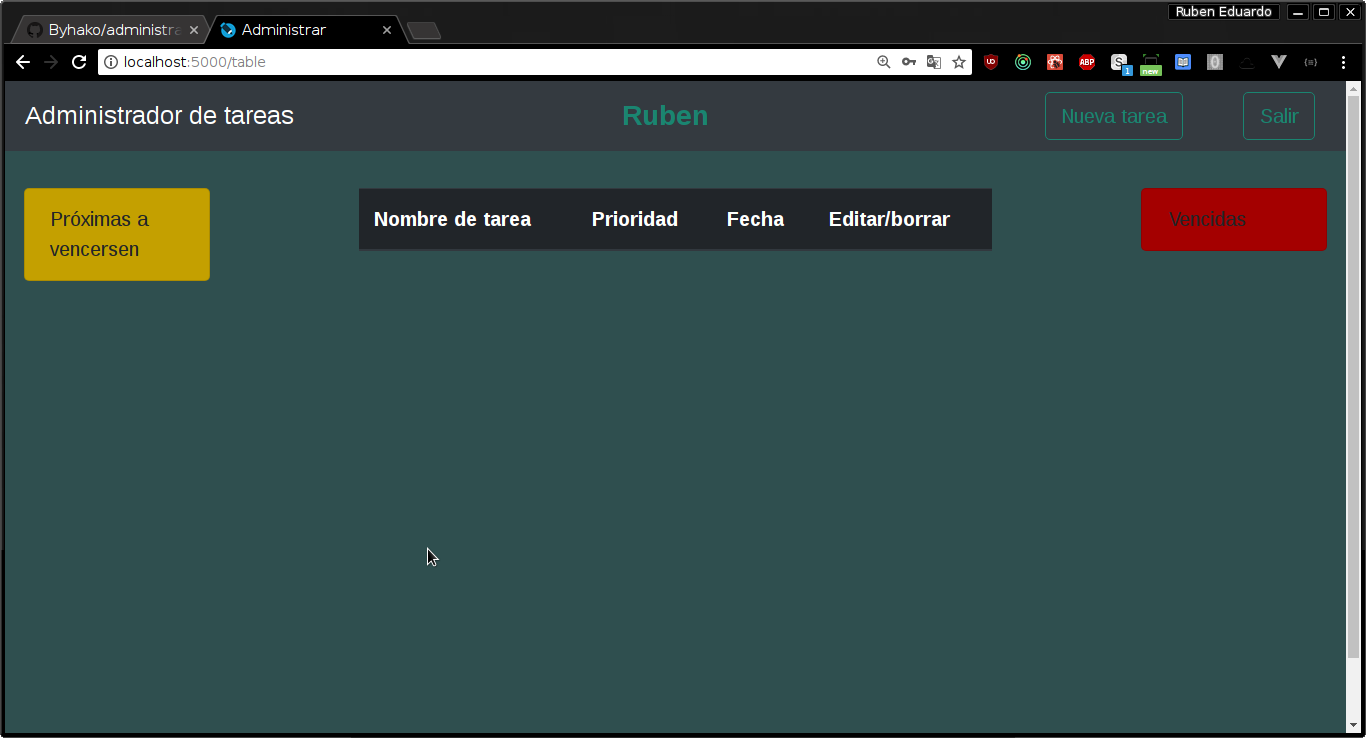 Ruben Eduardo
Byhako/administra
Administrar
localhost:5000/table
UD
ABP
S
1
new
0
{≡}
Administrador de tareas
Ruben
Nueva tarea
Salir
Próximas a
vencersen
Nombre de tarea
Prioridad
Fecha
Editar/borrar
Vencidas